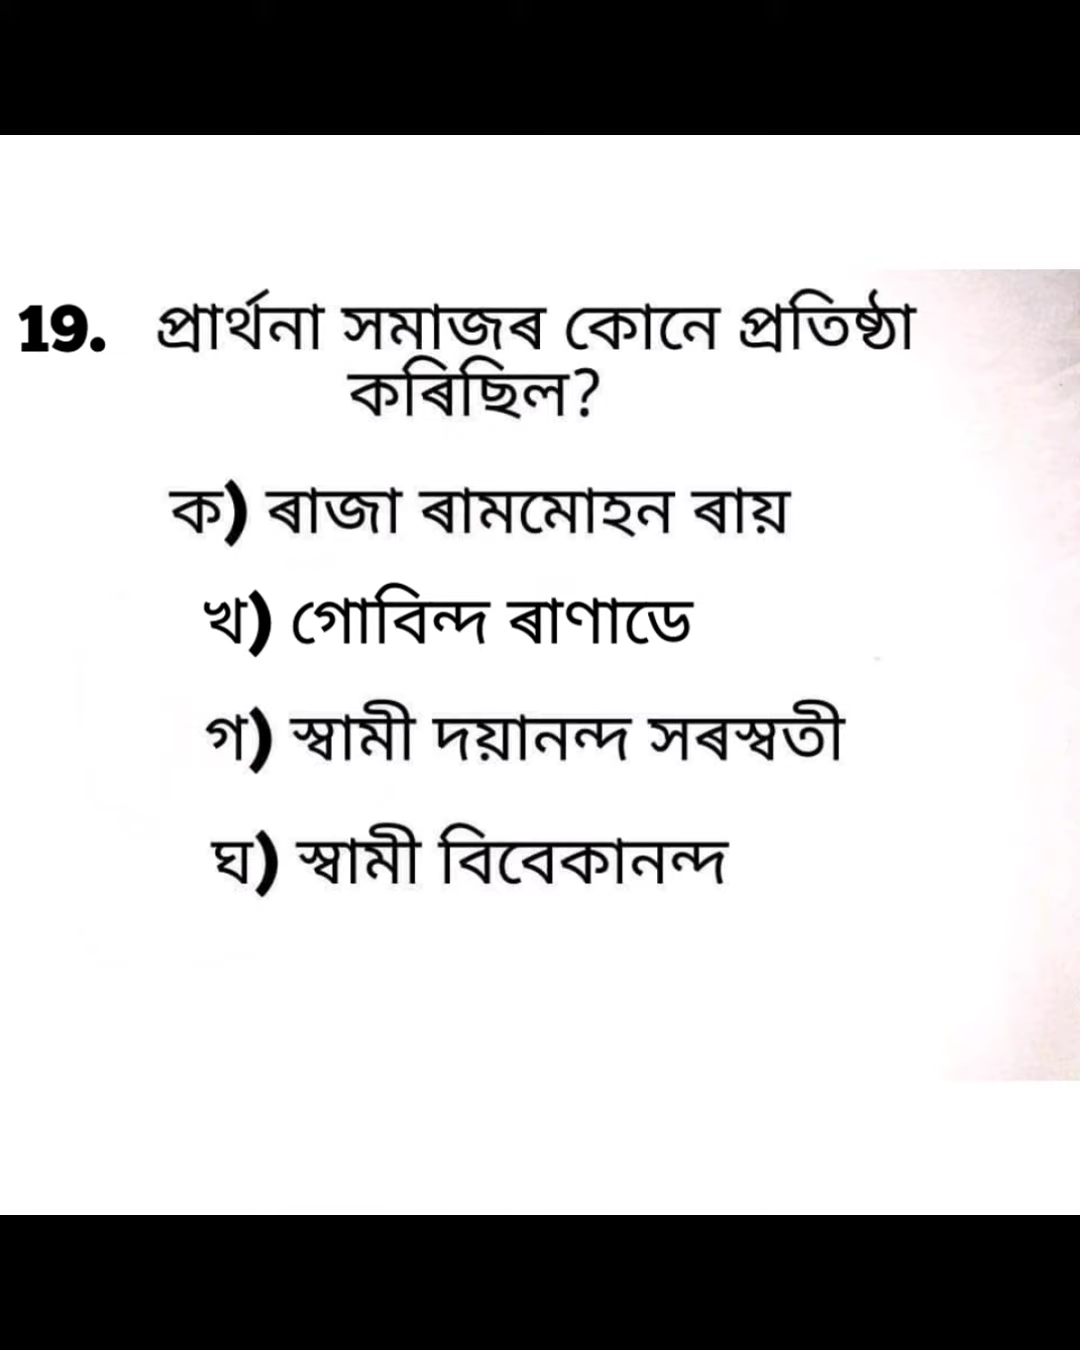 19. প্ৰাৰ্থনা সমাজৰ কোনে প্ৰতিষ্ঠা
কৰিছিল?
ক) ৰাজা ৰামমোহন ৰায়
খ) গোবিন্দ ৰাণাডে
গ) স্বামী দয়ানন্দ সৰস্বতী
ঘ) স্বামী বিবেকানন্দ